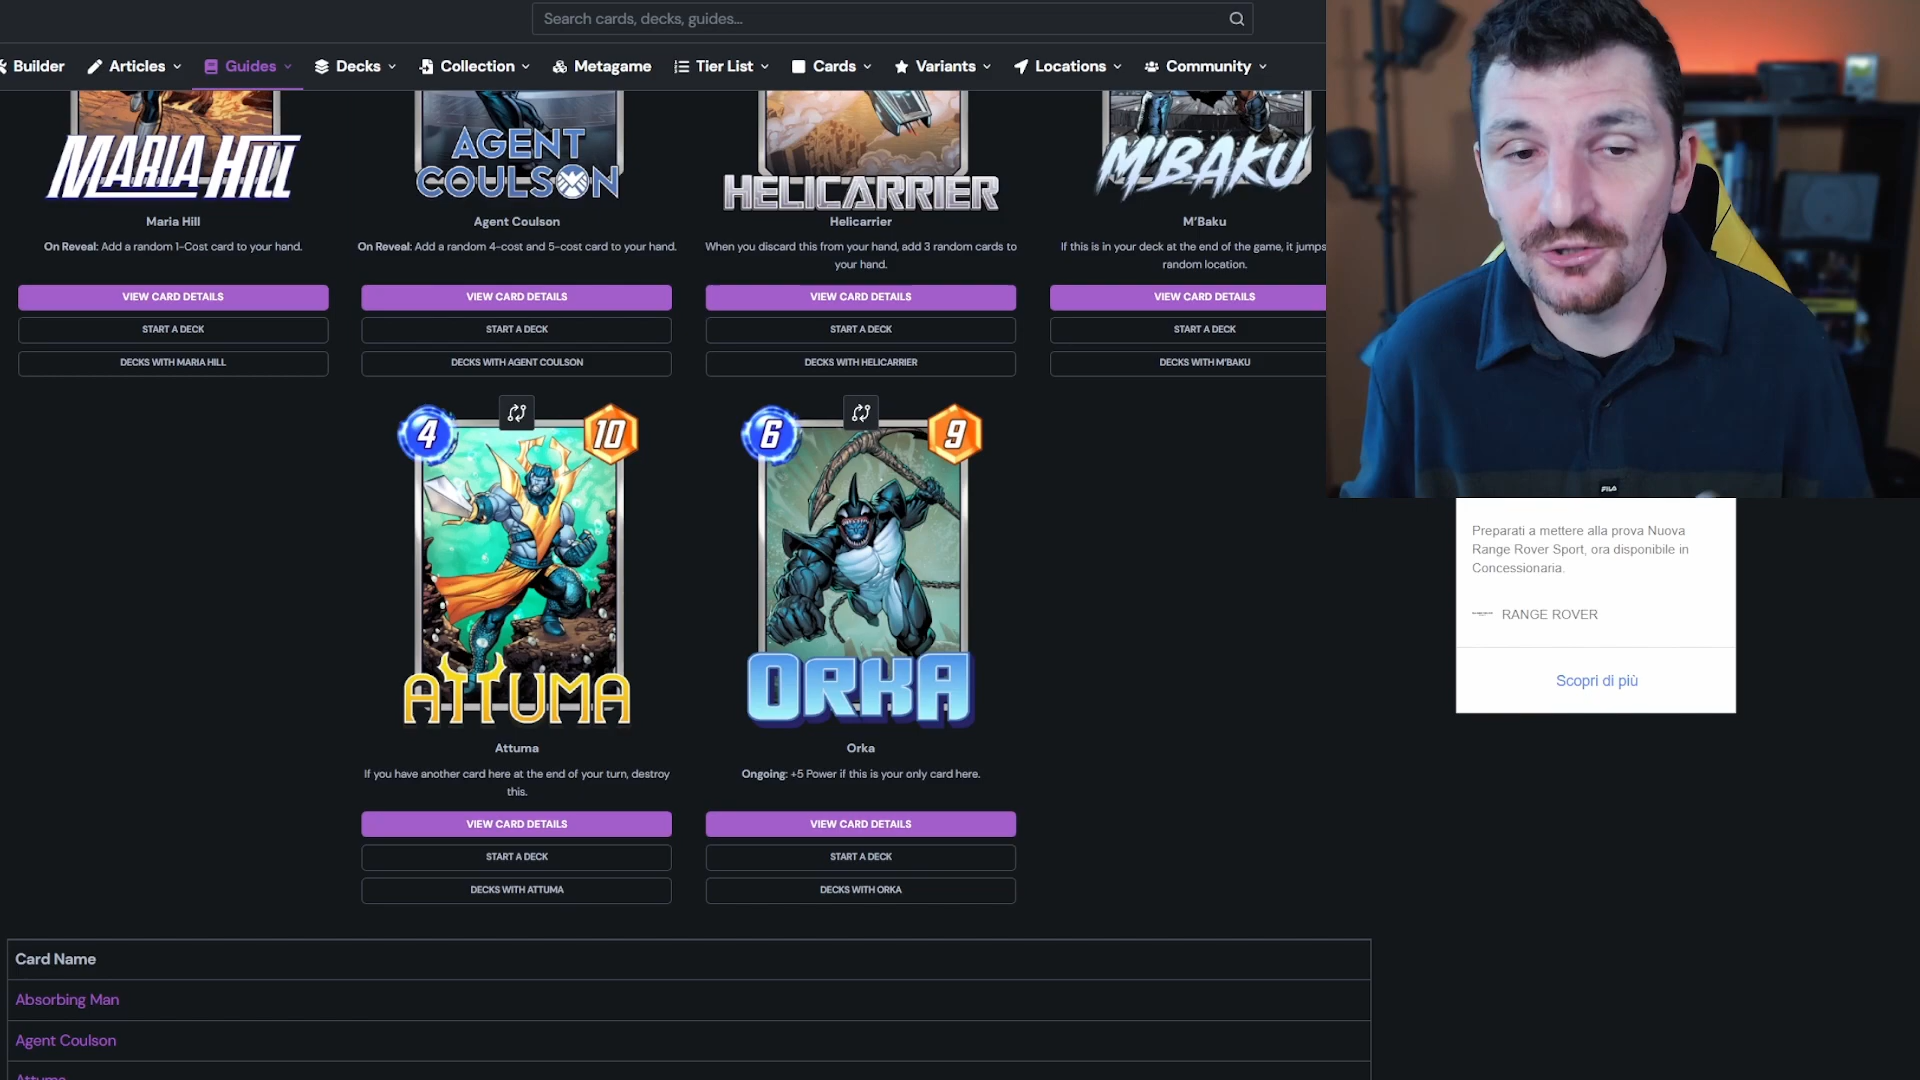 Search cards, decks, guides...
Builder
Articles
Guides
Decks
Collection
Metagame
Tier List
Cards
Variants
Locations
Community
MARIA HILL
AGENT COULSON
HELICARRIER
M'BAKU
Maria Hill
Agent Coulson
Helicarrier
M'Baku
On Reveal: Add a random 1-Cost card to your hand.
On Reveal: Add a random 4-cost and 5-cost card to your hand.
When you discard this from your hand, add 3 random cards to
your hand.
If this is in your deck at the end of the game, it jumps
random location.
VIEW CARD DETAILS
VIEW CARD DETAILS
VIEW CARD DETAILS
VIEW CARD DETAILS
START A DECK
START A DECK
START A DECK
START A DECK
DECKS WITH MARIA HILL
DECKS WITH AGENT COULSON
DECKS WITH HELICARRIER
DECKS WITH M'BAKU
4
10
6
9
ATTUMA
ORKA
Attuma
Orka
If you have another card here at the end of your turn, destroy
this.
Ongoing: +5 Power if this is your only card here.
VIEW CARD DETAILS
VIEW CARD DETAILS
START A DECK
START A DECK
DECKS WITH ATTUMA
DECKS WITH ORKA
Card Name
Absorbing Man
Agent Coulson
Attuma
FILA
Preparati a mettere alla prova Nuova
Range Rover Sport, ora disponibile in
Concessionaria.
RANGE ROVER
Scopri di più